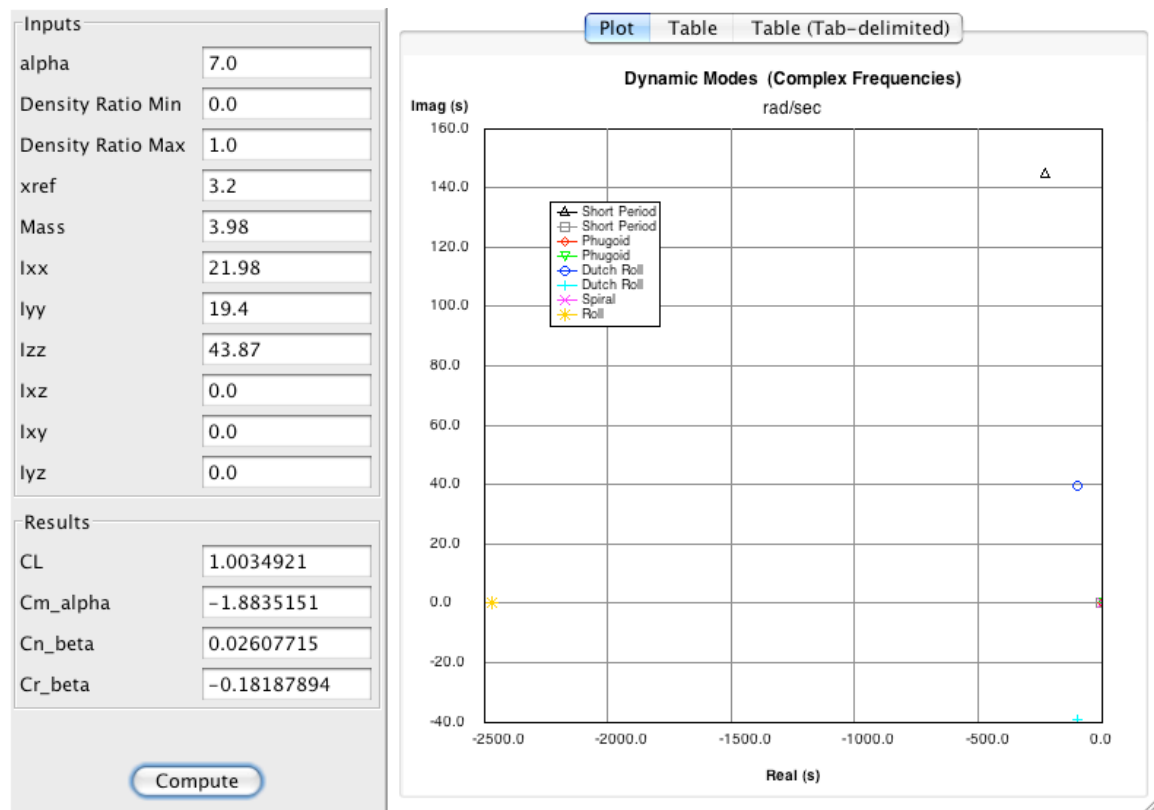 Inputs
alpha 7.0
Density Ratio Min 0.0
Density Ratio Max 1.0
xref 3.2
Mass 3.98
Ixx 21.98
Iyy 19.4
Izz 43.87
Ixz 0.0
Ixy 0.0
Iyz 0.0
Results
CL 1.0034921
Cm_alpha -1.8835151
Cn_beta 0.02607715
Cr_beta -0.18187894
Compute
Plot Table Table (Tab-delimited)
Dynamic Modes (Complex Frequencies)
Imag (s) rad/sec
160.0
140.0
120.0
100.0
80.0
60.0
40.0
20.0
0.0
-20.0
-40.0
Short Period
Short Period
Phugoid
Phugoid
Dutch Roll
Dutch Roll
Spiral
Roll
-2500.0 -2000.0 -1500.0 -1000.0 -500.0 0.0
Real (s)